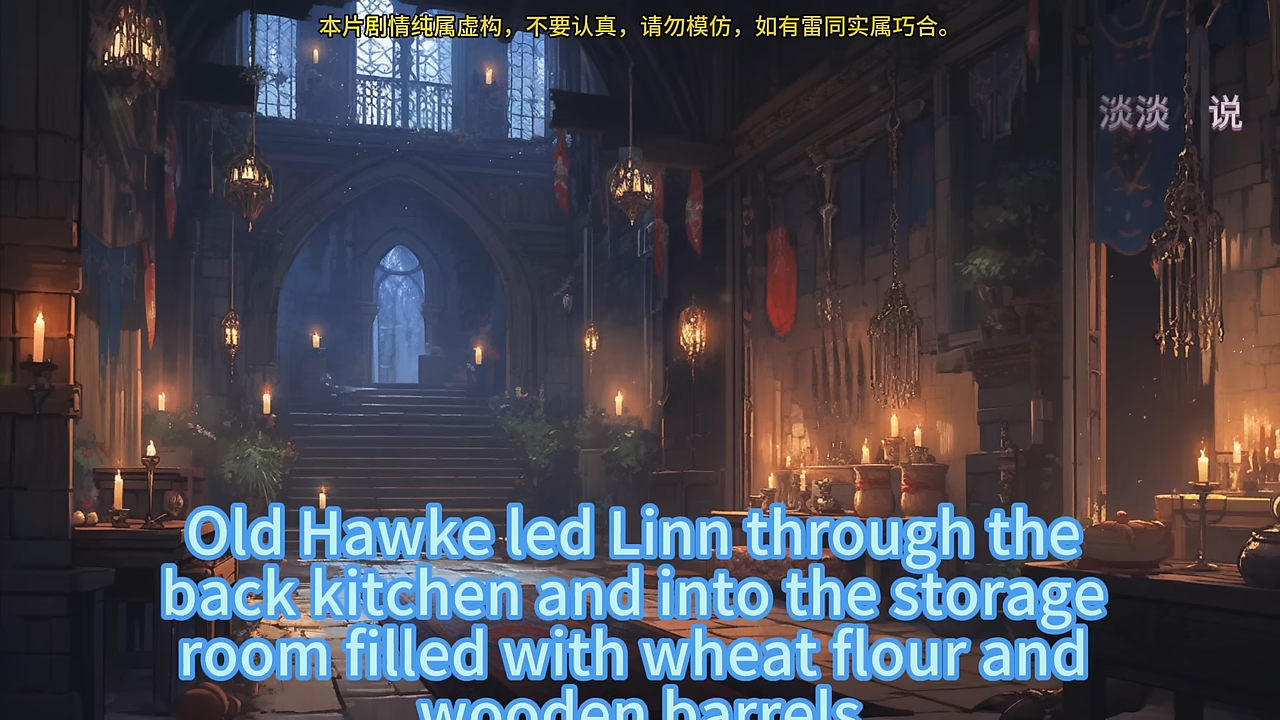 本片剧情纯属虚构，不要认真，请勿模仿，如有雷同实属巧合。
淡淡 说
Old Hawke led Linn through the
back kitchen and into the storage
room filled with wheat flour and
wooden barrels